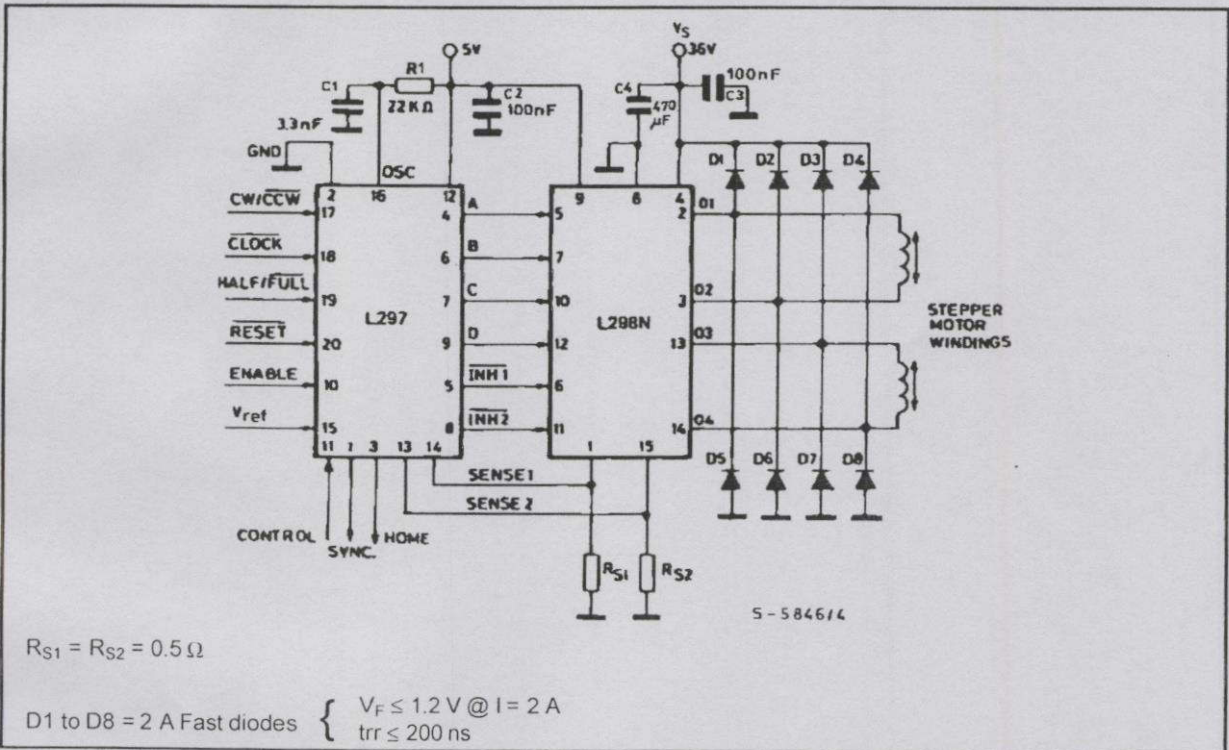 5V
Vs
36V
R1
22KΩ
C1
3.3nF
C2
100nF
C4
470
µF
100nF
C3
GND
OSC
D1 D2 D3 D4
2 16 12
9 8 4
CW/CCW 17
4 A 5
2 01
CLOCK 18
6 B 7
HALF/FULL 19
7 C 10
3 02
RESET 20
9 D 12
13 03
ENABLE 10
5 INH1 6
Vref 15
8 INH2 11
14 04
L297
L298N
STEPPER
MOTOR
WINDINGS
11 1 3 13 14
1 15
D5 D6 D7 D8
SENSE1
SENSE 2
CONTROL
SYNC.
HOME
RS1
RS2
S-5846/4
RS1 = RS2 = 0.5 Ω
D1 to D8 = 2 A Fast diodes {
VF ≤ 1.2 V @ I = 2 A
trr ≤ 200 ns